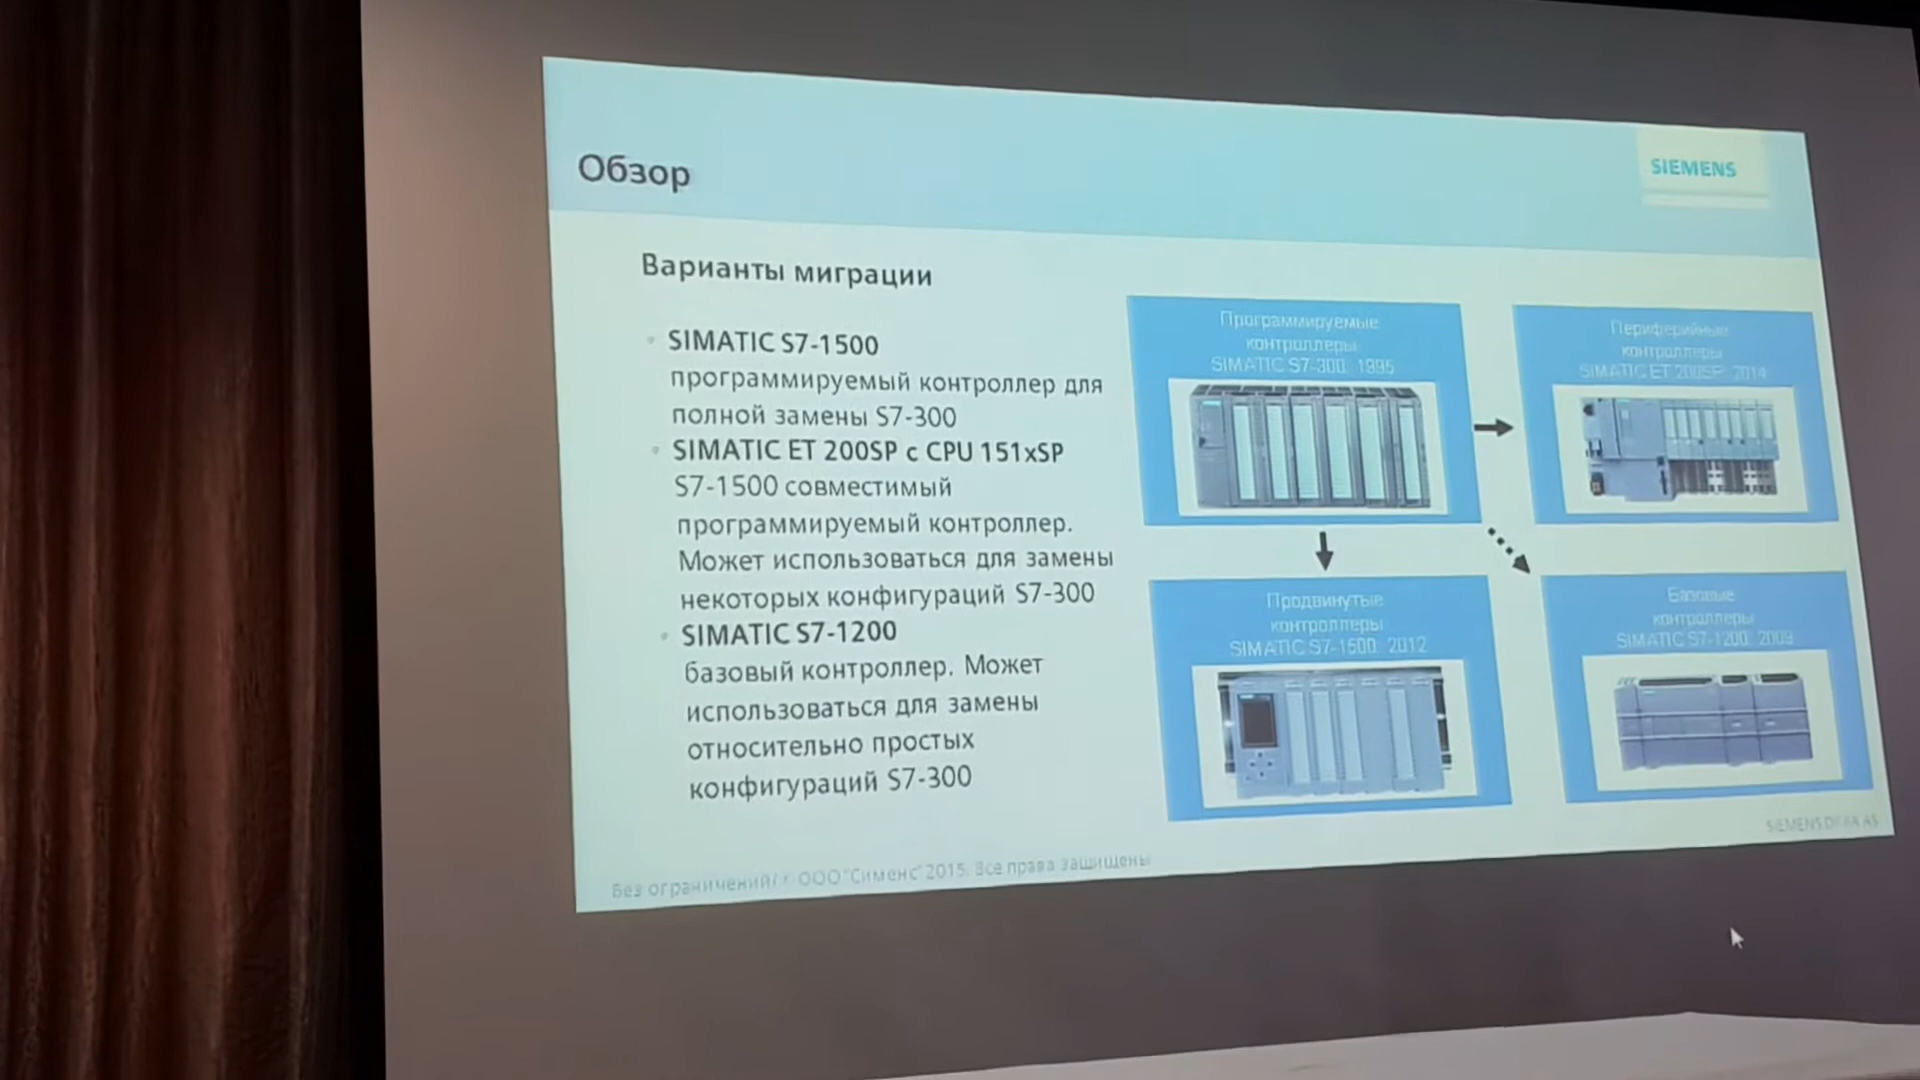 Обзор
SIEMENS
Варианты миграции
SIMATIC S7-1500
программируемый контроллер для
полной замены S7-300
SIMATIC ET 200SP с CPU 151xSP
S7-1500 совместимый
программируемый контроллер.
Может использоваться для замены
некоторых конфигураций S7-300
SIMATIC S7-1200
базовый контроллер. Может
использоваться для замены
относительно простых
конфигураций S7-300
Программируемые
контроллеры
SIMATIC S7-300, 1995
Периферийные
контроллеры
SIMATIC ET 200SP, 2014
Продвинутые
контроллеры
SIMATIC S7-1500, 2012
Базовые
контроллеры
SIMATIC S7-1200, 2009
Без ограничений/ © ООО "Сименс" 2015. Все права защищены
SIEMENS